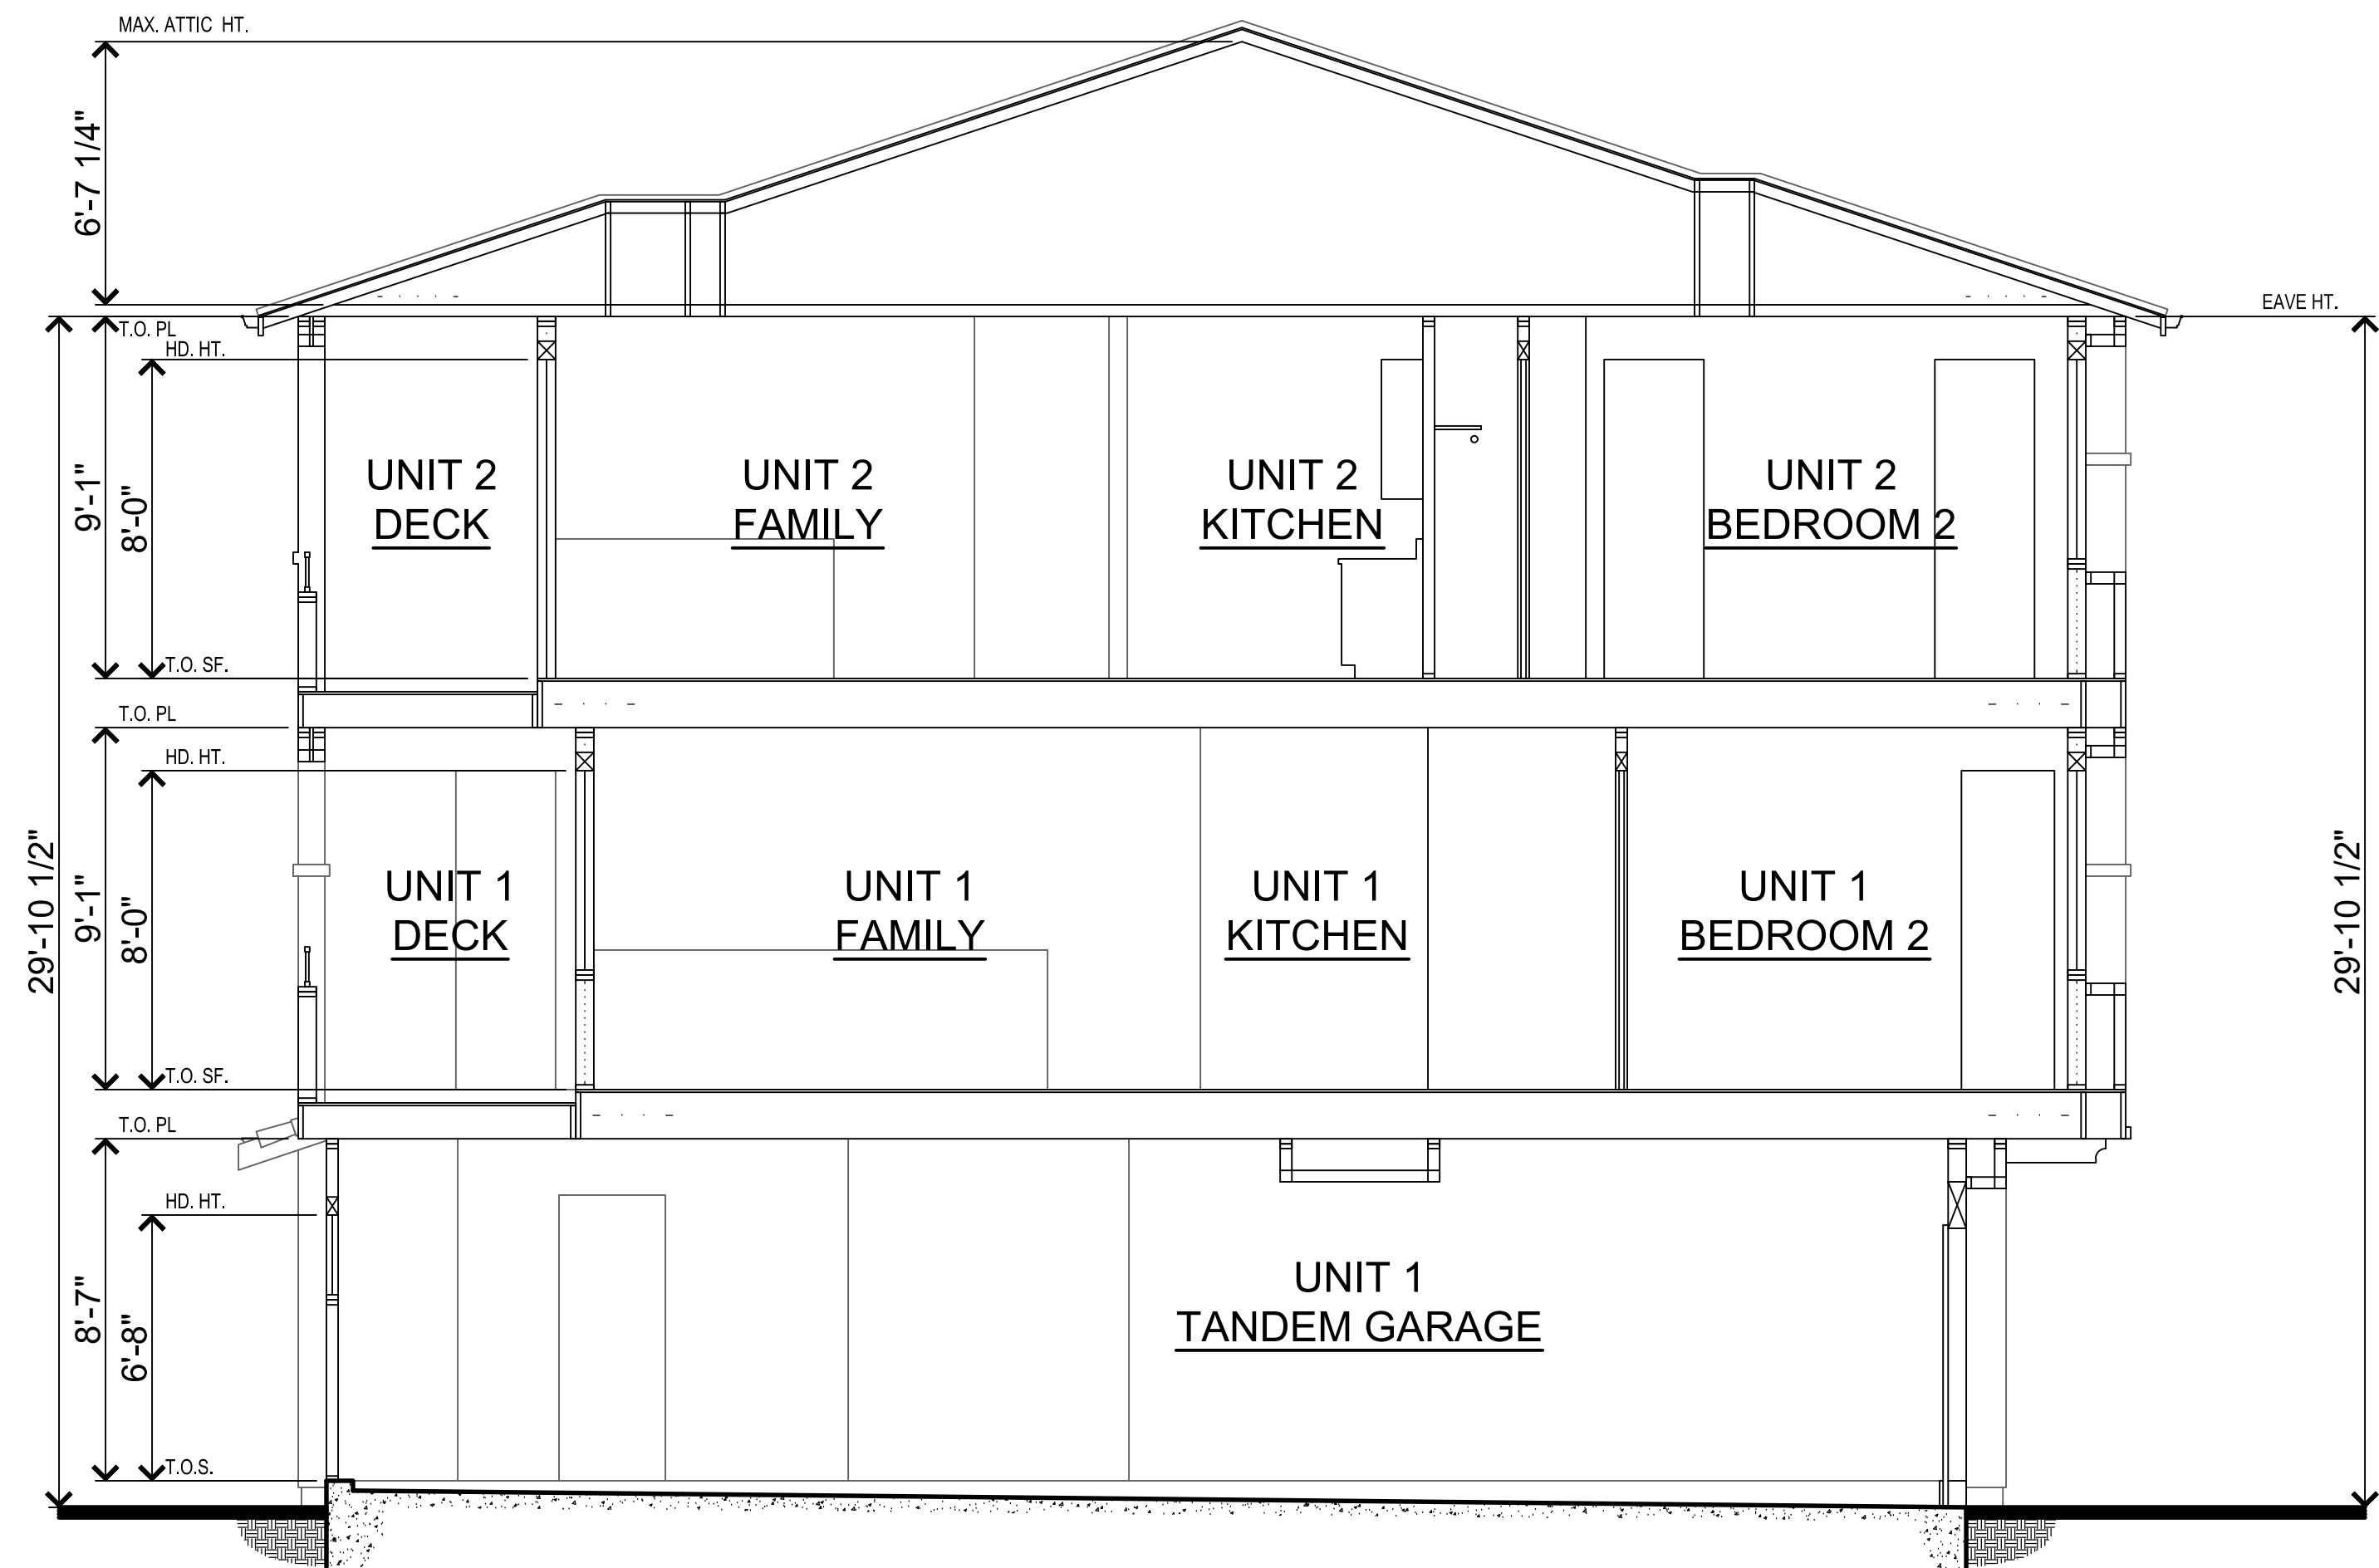 MAX. ATTIC HT.
6'-7 1/4"
EAVE HT.
T.O. PL
HD. HT.
9'-1"
8'-0"
UNIT 2
DECK
UNIT 2
FAMILY
UNIT 2
KITCHEN
UNIT 2
BEDROOM 2
T.O. SF.
T.O. PL
HD. HT.
29'-10 1/2"
9'-1"
8'-0"
UNIT 1
DECK
UNIT 1
FAMILY
UNIT 1
KITCHEN
UNIT 1
BEDROOM 2
29'-10 1/2"
T.O. SF.
T.O. PL
HD. HT.
8'-7"
6'-8"
UNIT 1
TANDEM GARAGE
T.O.S.